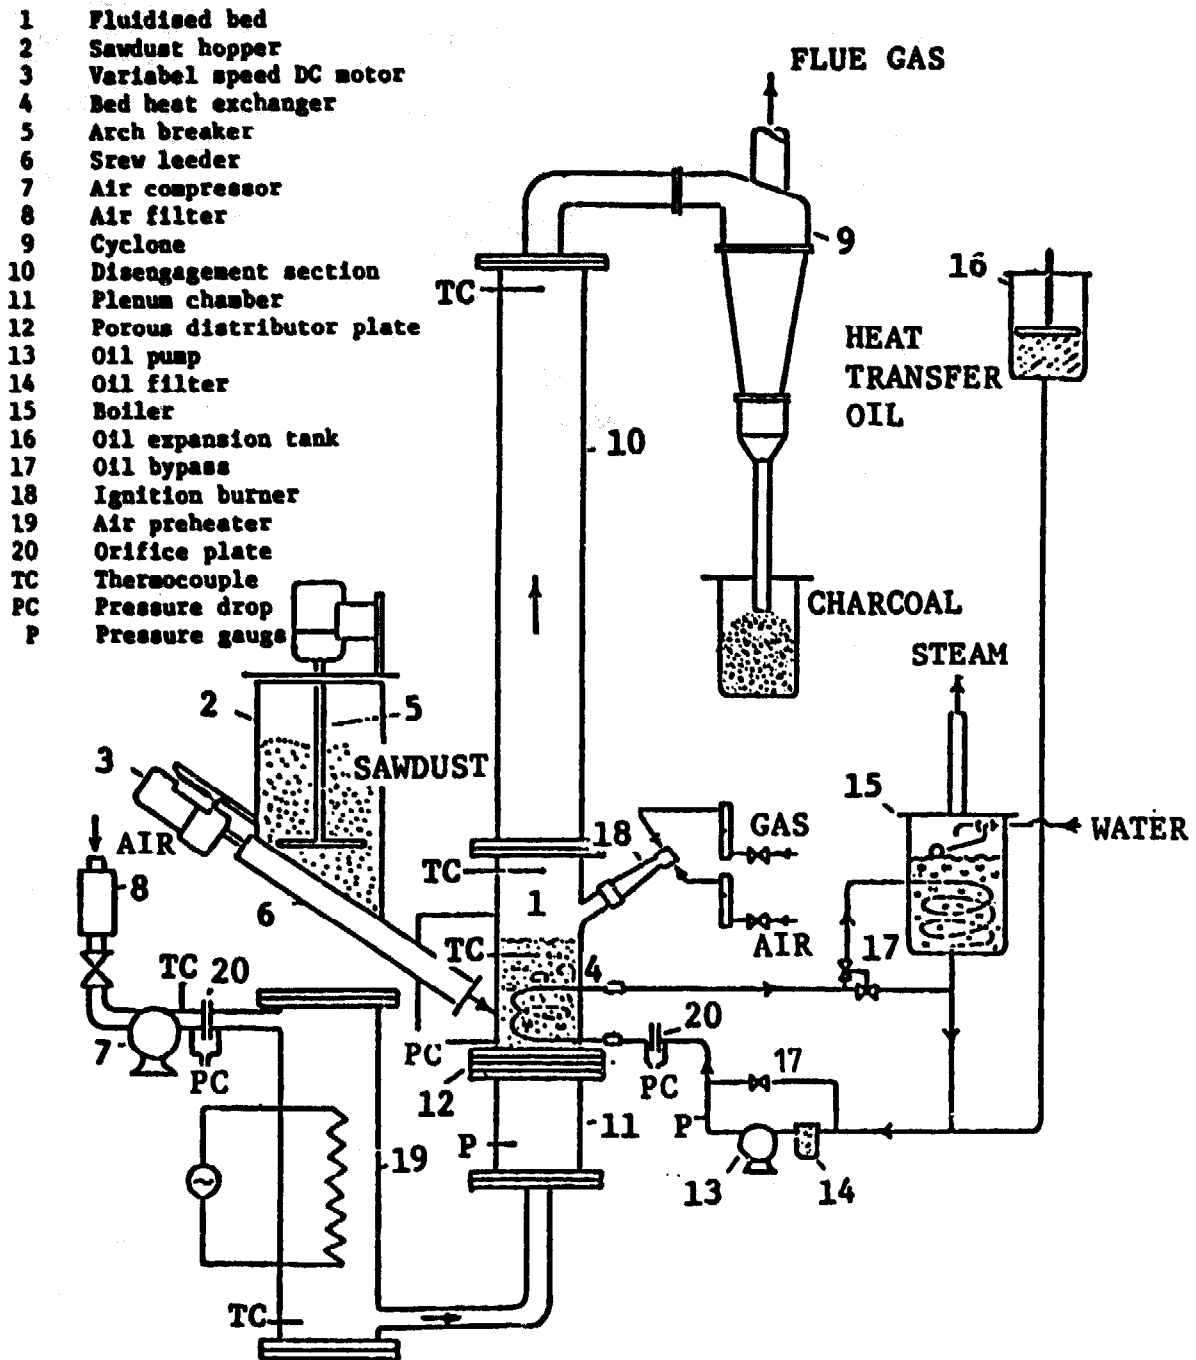 1 Fluidised bed
2 Sawdust hopper
3 Variabel speed DC motor
4 Bed heat exchanger
5 Arch breaker
6 Srew leeder
7 Air compressor
8 Air filter
9 Cyclone
10 Disengagement section
11 Plenum chamber
12 Porous distributor plate
13 Oil pump
14 Oil filter
15 Boiler
16 Oil expansion tank
17 Oil bypass
18 Ignition burner
19 Air preheater
20 Orifice plate
TC Thermocouple
PC Pressure drop
P Pressure gauge
FLUE GAS
9
16
TC
HEAT
TRANSFER
OIL
10
CHARCOAL
STEAM
2
5
3
SAWDUST
15
AIR
18
GAS
WATER
8
TC
6
1
AIR
TC
4
17
TC
20
20
7
PC
PC
PC
12
17
P
11
P
19
13
14
~
TC